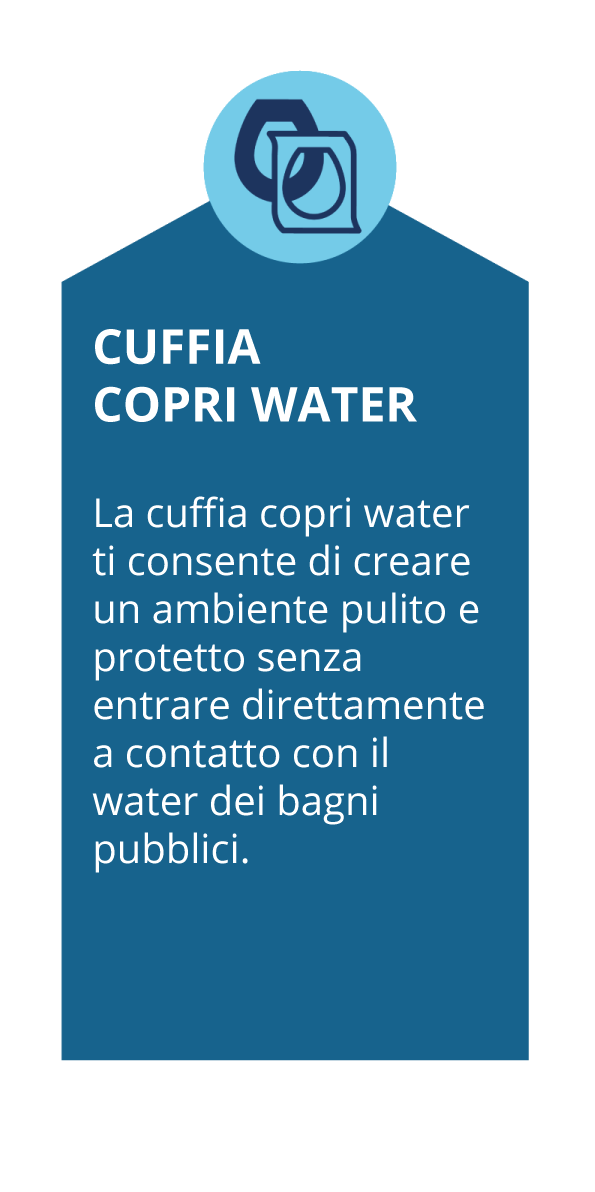 CUFFIA
COPRI WATER
La cuffia copri water
ti consente di creare
un ambiente pulito e
protetto senza
entrare direttamente
a contatto con il
water dei bagni
pubblici.